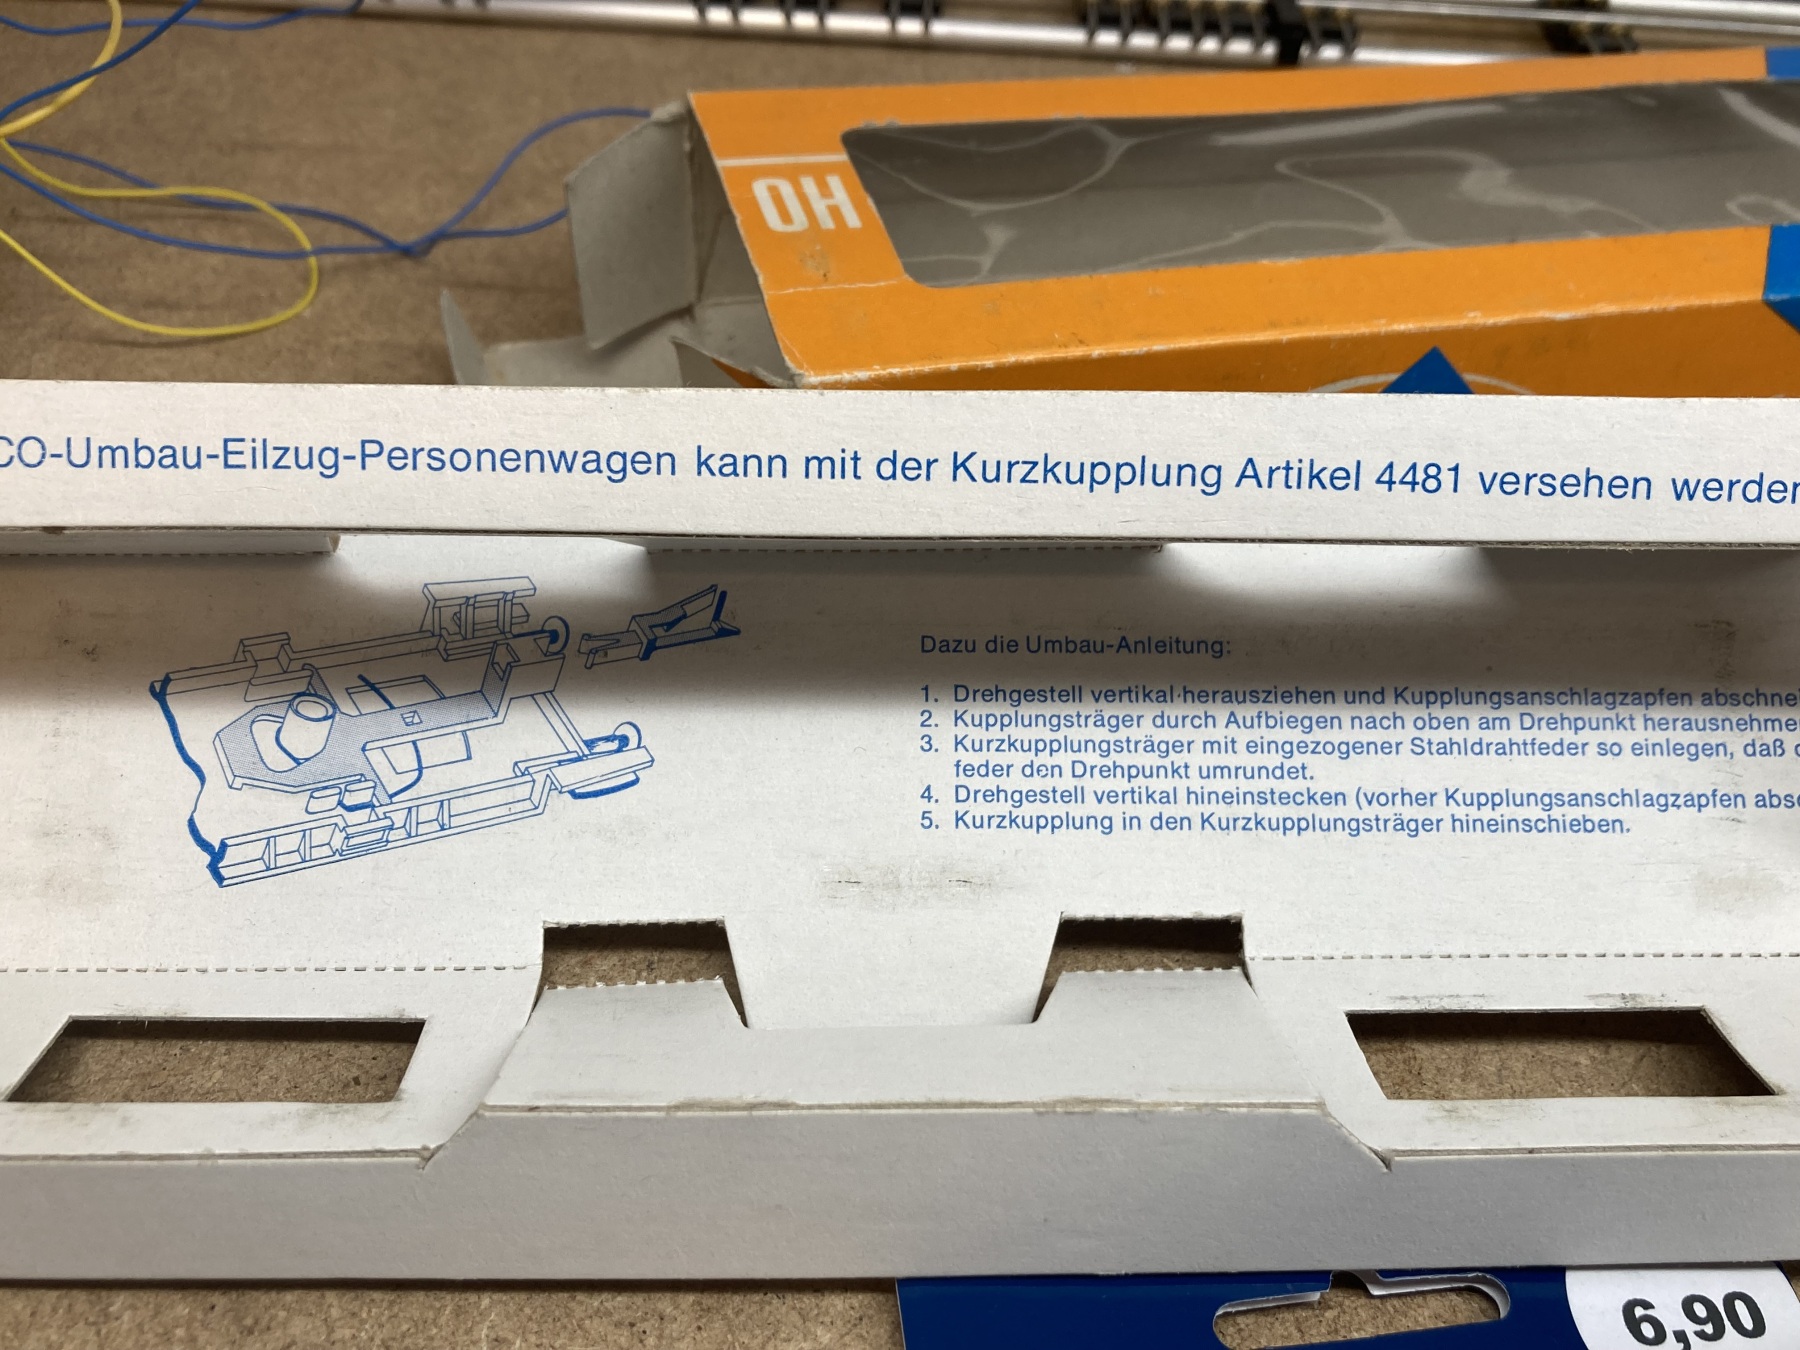 HO
CO-Umbau-Eilzug-Personenwagen kann mit der Kurzkupplung Artikel 4481 versehen werden
Dazu die Umbau-Anleitung:
1. Drehgestell vertikal herausziehen und Kupplungsanschlagzapfen abschnei
2. Kupplungsträger durch Aufbiegen nach oben am Drehpunkt herausnehmen
3. Kurzkupplungsträger mit eingezogener Stahldrahtfeder so einlegen, daß d
feder den Drehpunkt umrundet.
4. Drehgestell vertikal hineinstecken (vorher Kupplungsanschlagzapfen absc
5. Kurzkupplung in den Kurzkupplungsträger hineinschieben.
6,90